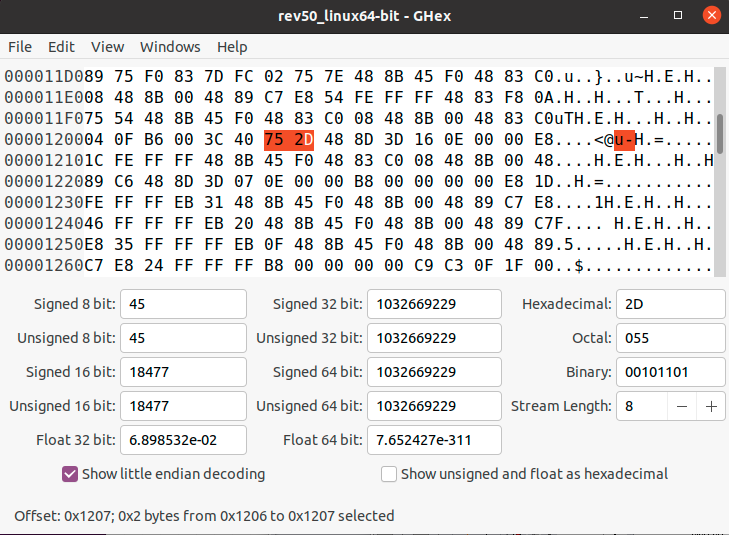 rev50_linux64-bit - GHex
File Edit View Windows Help
000011D089 75 F0 83 7D FC 02 75 7E 48 8B 45 F0 48 83 C0.u..}..u~H.E.H..
000011E008 48 8B 00 48 89 C7 E8 54 FE FF FF 48 83 F8 0A.H..H...T...H...
000011F075 54 48 8B 45 F0 48 83 C0 08 48 8B 00 48 83 C0uTH.E.H...H..H..
0000120004 0F B6 00 3C 40 75 2D 48 8D 3D 16 0E 00 00 E8....<@u-H.=.....
000012101C FE FF FF 48 8B 45 F0 48 83 C0 08 48 8B 00 48....H.E.H...H..H
0000122089 C6 48 8D 3D 07 0E 00 00 B8 00 00 00 00 E8 1D..H.=...........
00001230FE FF FF EB 31 48 8B 45 F0 48 8B 00 48 89 C7 E8....1H.E.H..H...
0000124046 FF FF FF EB 20 48 8B 45 F0 48 8B 00 48 89 C7F.... H.E.H..H..
00001250E8 35 FF FF FF EB 0F 48 8B 45 F0 48 8B 00 48 89.5.....H.E.H..H.
00001260C7 E8 24 FF FF FF B8 00 00 00 00 C9 C3 0F 1F 00..$.............
Signed 8 bit: 45 Signed 32 bit: 1032669229 Hexadecimal: 2D
Unsigned 8 bit: 45 Unsigned 32 bit: 1032669229 Octal: 055
Signed 16 bit: 18477 Signed 64 bit: 1032669229 Binary: 00101101
Unsigned 16 bit: 18477 Unsigned 64 bit: 1032669229 Stream Length: 8 − +
Float 32 bit: 6.898532e-02 Float 64 bit: 7.652427e-311
Show little endian decoding Show unsigned and float as hexadecimal
Offset: 0x1207; 0x2 bytes from 0x1206 to 0x1207 selected